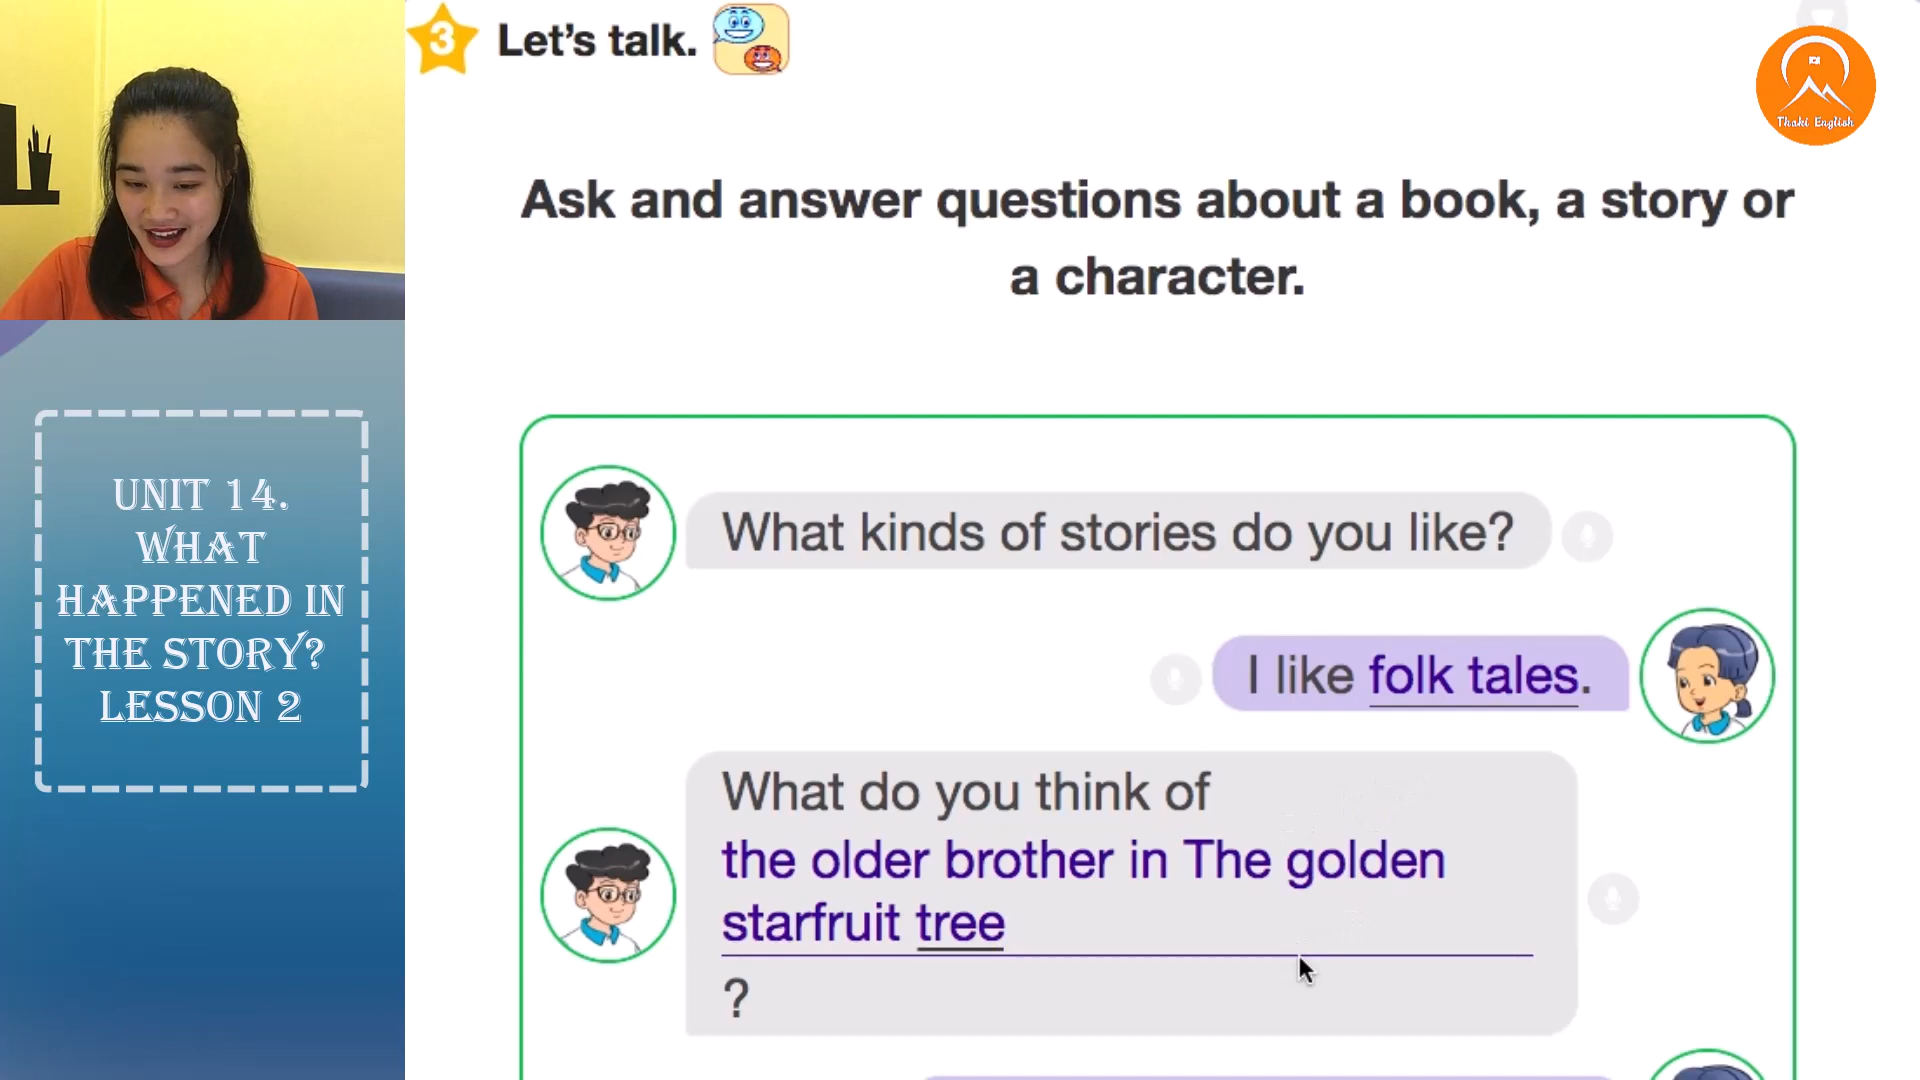 3 Let's talk.
Thaki English
Ask and answer questions about a book, a story or
a character.
What kinds of stories do you like?
I like folk tales.
What do you think of
the older brother in The golden
starfruit tree
?
UNIT 14.
WHAT
HAPPENED IN
THE STORY?
LESSON 2